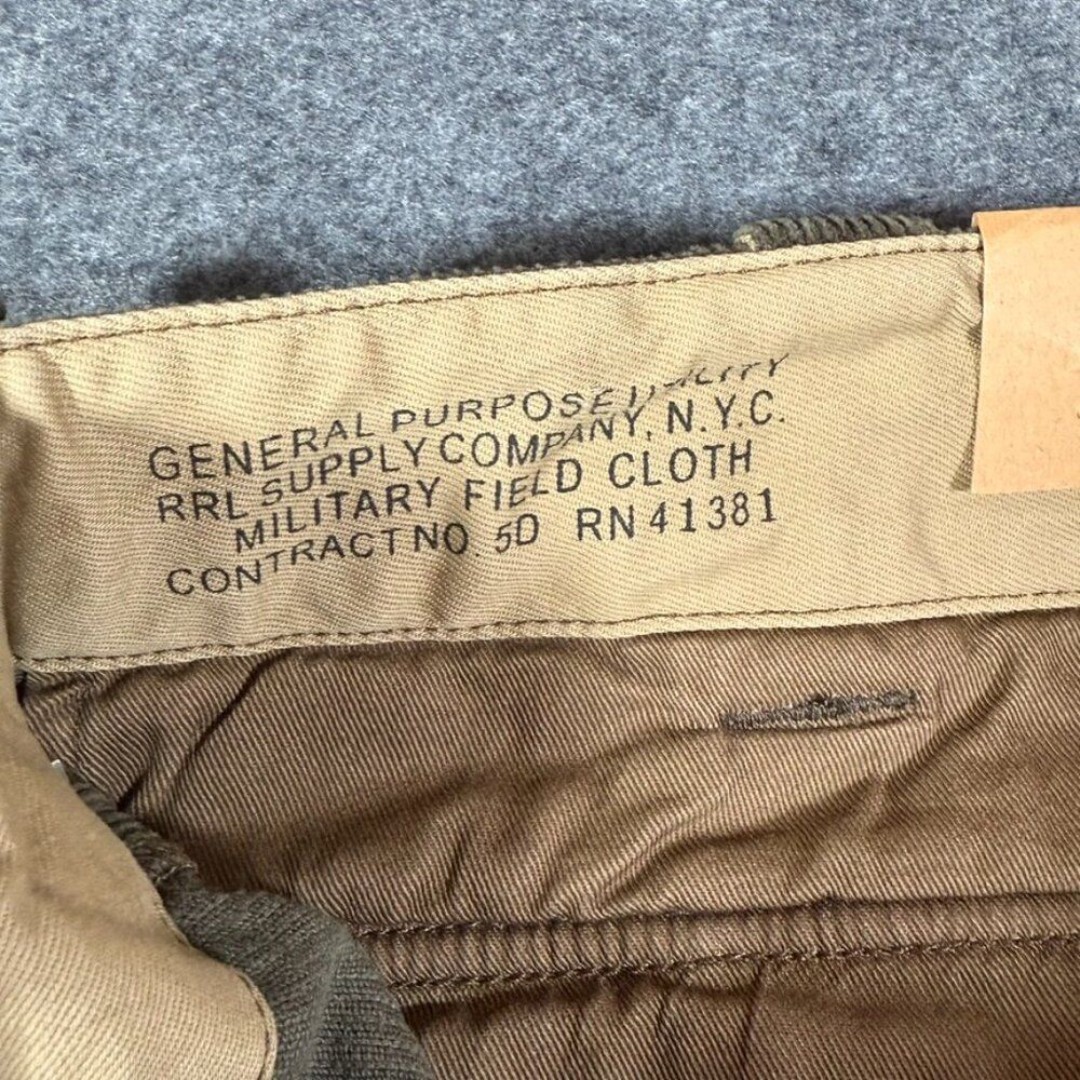 GENERAL PURPOSE UTILITY
RRL SUPPLY COMPANY, N.Y.C.
MILITARY FIELD CLOTH
CONTRACT NO. 5D RN 41381